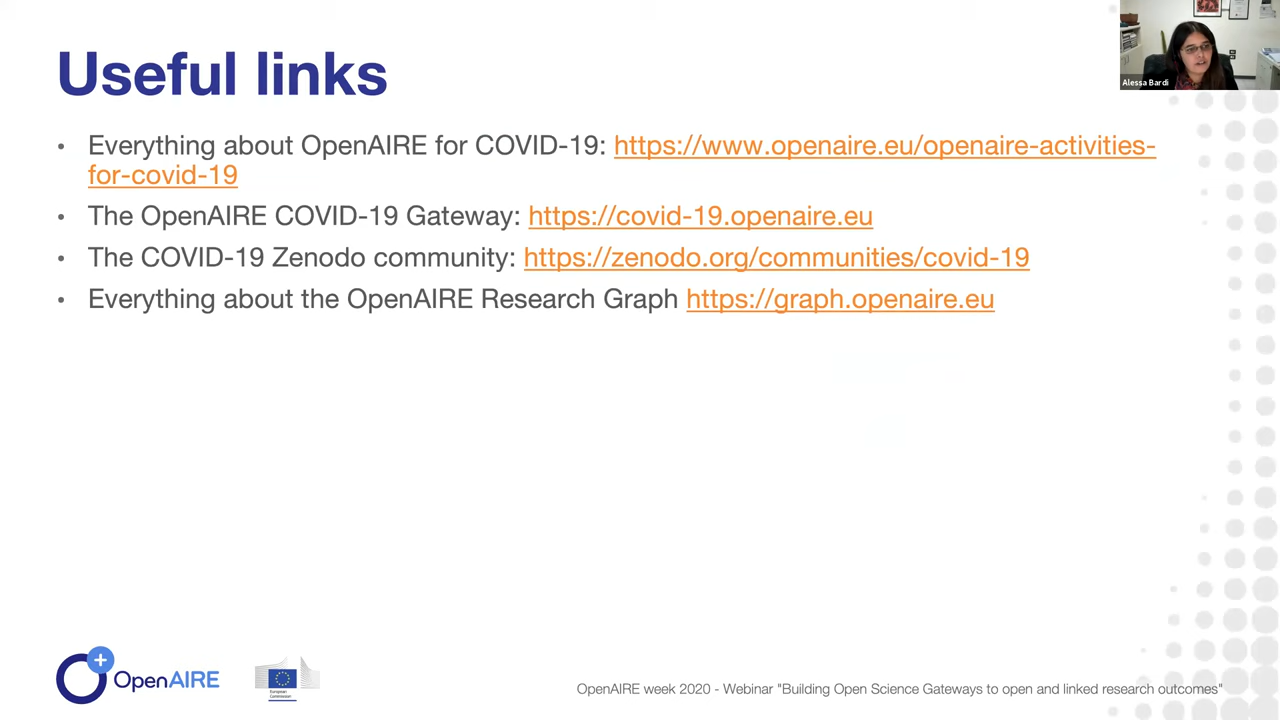 Useful links
Alessa Bardi
• Everything about OpenAIRE for COVID-19: https://www.openaire.eu/openaire-activities-
for-covid-19
• The OpenAIRE COVID-19 Gateway: https://covid-19.openaire.eu
• The COVID-19 Zenodo community: https://zenodo.org/communities/covid-19
• Everything about the OpenAIRE Research Graph https://graph.openaire.eu
OpenAIRE
European
Commission
OpenAIRE week 2020 - Webinar "Building Open Science Gateways to open and linked research outcomes"